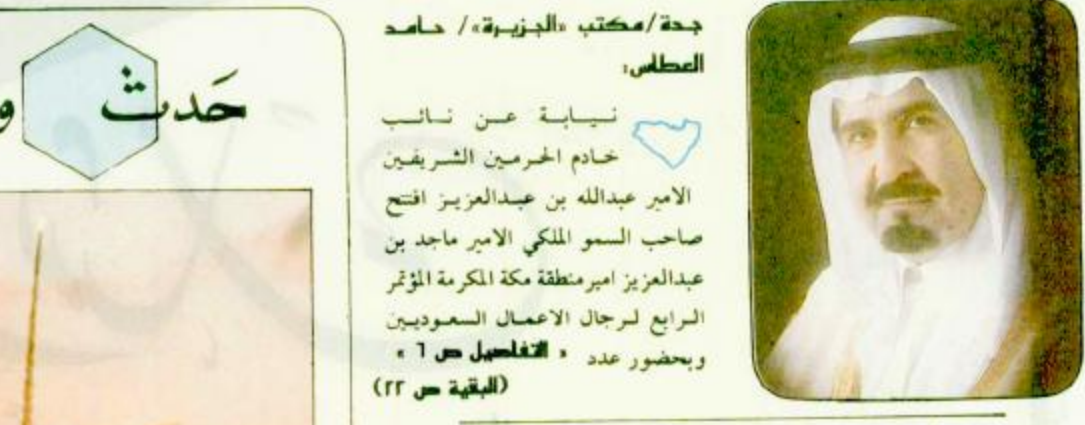 جدة/مكتب «الجزيرة»/ حامد
العطاس:
نيابة عن نائب
خادم الحرمين الشريفين
الامير عبدالله بن عبدالعزيز افتتح
صاحب السمو الملكي الامير ماجد بن
عبدالعزيز امير منطقة مكة المكرمة المؤتمر
الرابع لرجال الاعمال السعوديين
وبحضور عدد « التفاصيل ص ٦ »
(البقية ص ٢٢)
حَدث و